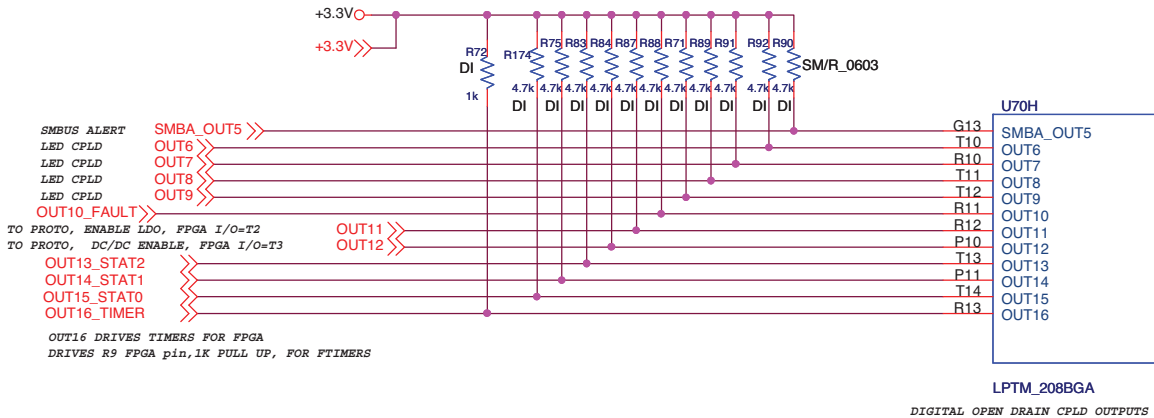 +3.3V
+3.3V
R72 R174 R75 R83 R84 R87 R88 R71 R89 R91 R92 R90
DI SM/R_0603
1k 4.7k 4.7k 4.7k 4.7k 4.7k 4.7k 4.7k 4.7k 4.7k 4.7k 4.7k
DI DI DI DI DI DI DI DI DI DI DI
U70H
SMBUS ALERT SMBA_OUT5 G13 SMBA_OUT5
LED CPLD OUT6 T10 OUT6
LED CPLD OUT7 R10 OUT7
LED CPLD OUT8 T11 OUT8
LED CPLD OUT9 T12 OUT9
OUT10_FAULT R11 OUT10
TO PROTO, ENABLE LDO, FPGA I/O=T2 OUT11 R12 OUT11
TO PROTO, DC/DC ENABLE, FPGA I/O=T3 OUT12 P10 OUT12
OUT13_STAT2 T13 OUT13
OUT14_STAT1 P11 OUT14
OUT15_STAT0 T14 OUT15
OUT16_TIMER R13 OUT16
OUT16 DRIVES TIMERS FOR FPGA
DRIVES R9 FPGA pin,1K PULL UP, FOR FTIMERS
LPTM_208BGA
DIGITAL OPEN DRAIN CPLD OUTPUTS